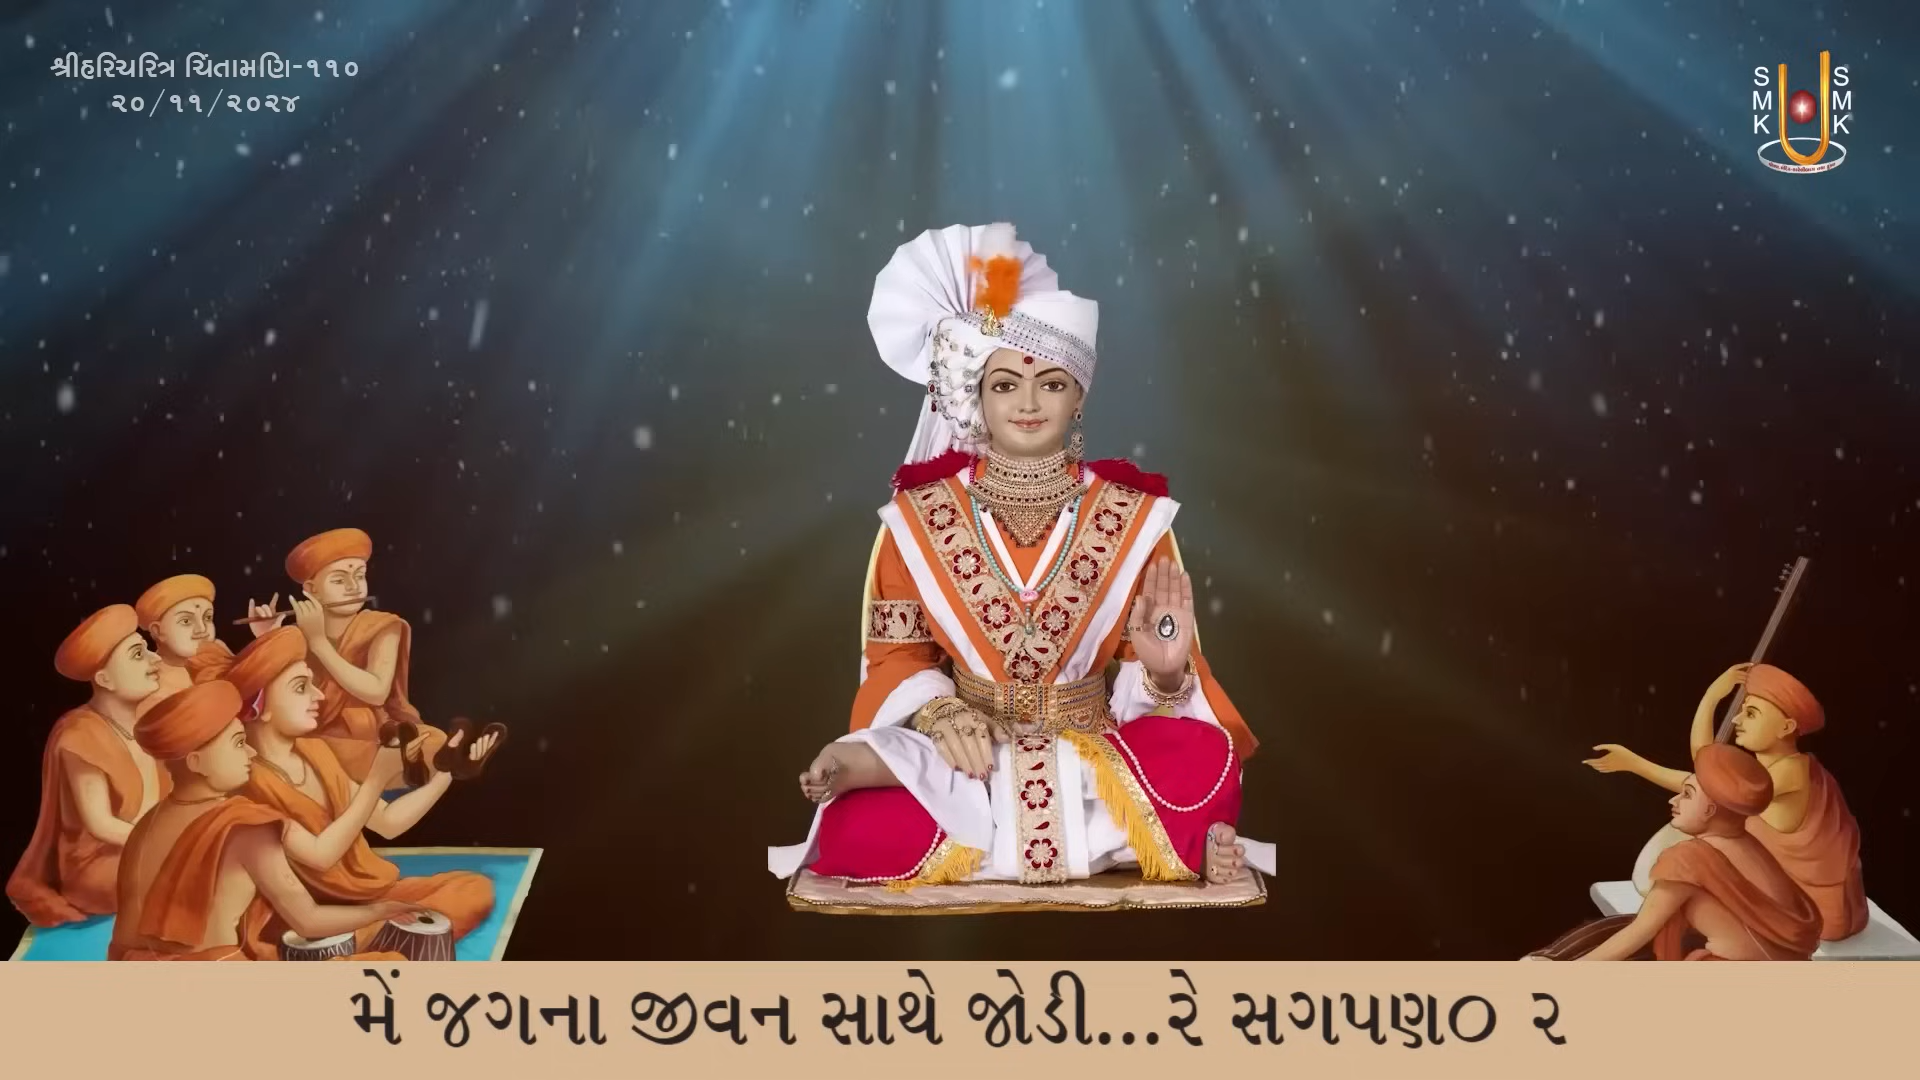 શ્રીહરિચરિત્ર ચિંતામણિ-૧૧૦
૨૦/૧૧/૨૦૨૪
S
M
K
S
M
K
મેં જગના જીવન સાથે જોડી...રે સગપણ૦ ૨